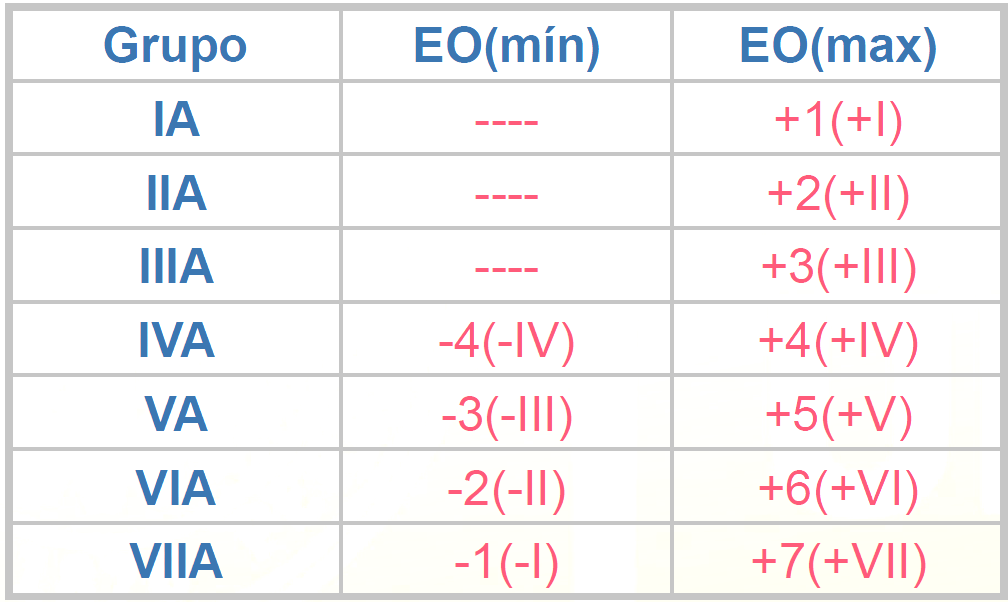 Grupo EO(mín) EO(max)
IA ---- +1(+I)
IIA ---- +2(+II)
IIIA ---- +3(+III)
IVA -4(-IV) +4(+IV)
VA -3(-III) +5(+V)
VIA -2(-II) +6(+VI)
VIIA -1(-I) +7(+VII)